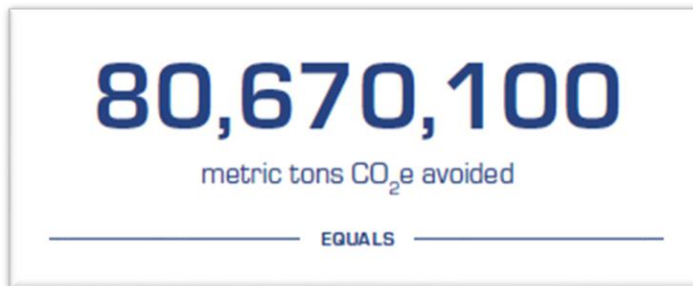 80,670,100
metric tons CO₂e avoided
EQUALS